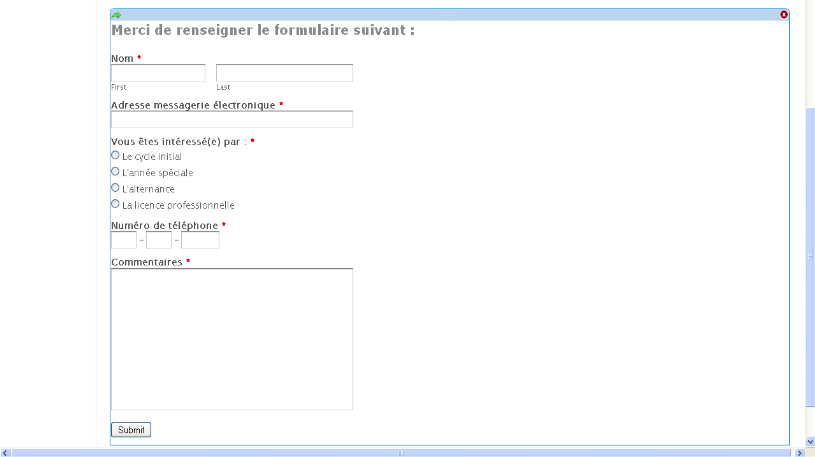 Merci de renseigner le formulaire suivant :
Nom *
First Last
Adresse messagerie électronique *
Vous êtes intéressé(e) par : *
Le cycle initial
L'année spéciale
L'alternance
La licence professionnelle
Numéro de téléphone *
- -
Commentaires *
Submit